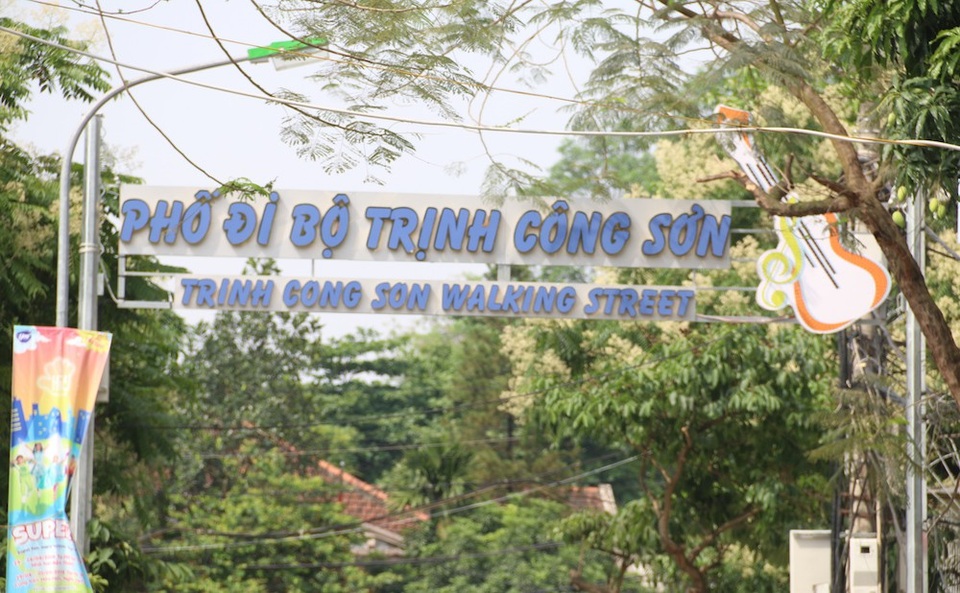 PHỐ ĐI BỘ TRỊNH CÔNG SƠN
TRINH CONG SON WALKING STREET
SUPER